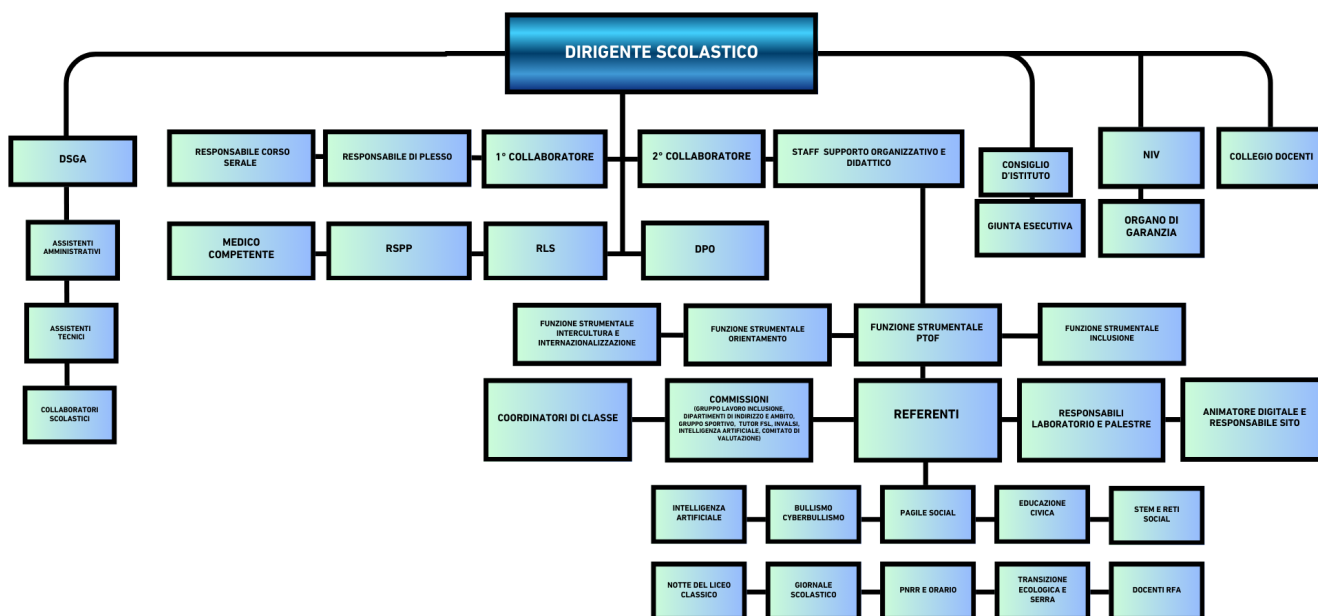 DIRIGENTE SCOLASTICO
DSGA
RESPONSABILE CORSO
SERALE
RESPONSABILE DI PLESSO
1° COLLABORATORE
2° COLLABORATORE
STAFF SUPPORTO ORGANIZZATIVO E
DIDATTICO
CONSIGLIO
D'ISTITUTO
NIV
COLLEGIO DOCENTI
GIUNTA ESECUTIVA
ORGANO DI
GARANZIA
ASSISTENTI
AMMINISTRATIVI
MEDICO
COMPETENTE
RSPP
RLS
DPO
ASSISTENTI
TECNICI
FUNZIONE STRUMENTALE
INTERCULTURA E
INTERNAZIONALIZZAZIONE
FUNZIONE STRUMENTALE
ORIENTAMENTO
FUNZIONE STRUMENTALE
PTOF
FUNZIONE STRUMENTALE
INCLUSIONE
COLLABORATORI
SCOLASTICI
COORDINATORI DI CLASSE
COMMISSIONI
(GRUPPO LAVORO INCLUSIONE,
DIPARTIMENTI DI INDIRIZZO E AMBITO,
GRUPPO SPORTIVO, TUTOR FSL, INVALSI,
INTELLIGENZA ARTIFICIALE, COMITATO DI
VALUTAZIONE)
REFERENTI
RESPONSABILI
LABORATORIO E PALESTRE
ANIMATORE DIGITALE E
RESPONSABILE SITO
INTELLIGENZA
ARTIFICIALE
BULLISMO
CYBERBULLISMO
PAGILE SOCIAL
EDUCAZIONE
CIVICA
STEM E RETI
SOCIAL
NOTTE DEL LICEO
CLASSICO
GIORNALE
SCOLASTICO
PNRR E ORARIO
TRANSIZIONE
ECOLOGICA E
SERRA
DOCENTI RFA